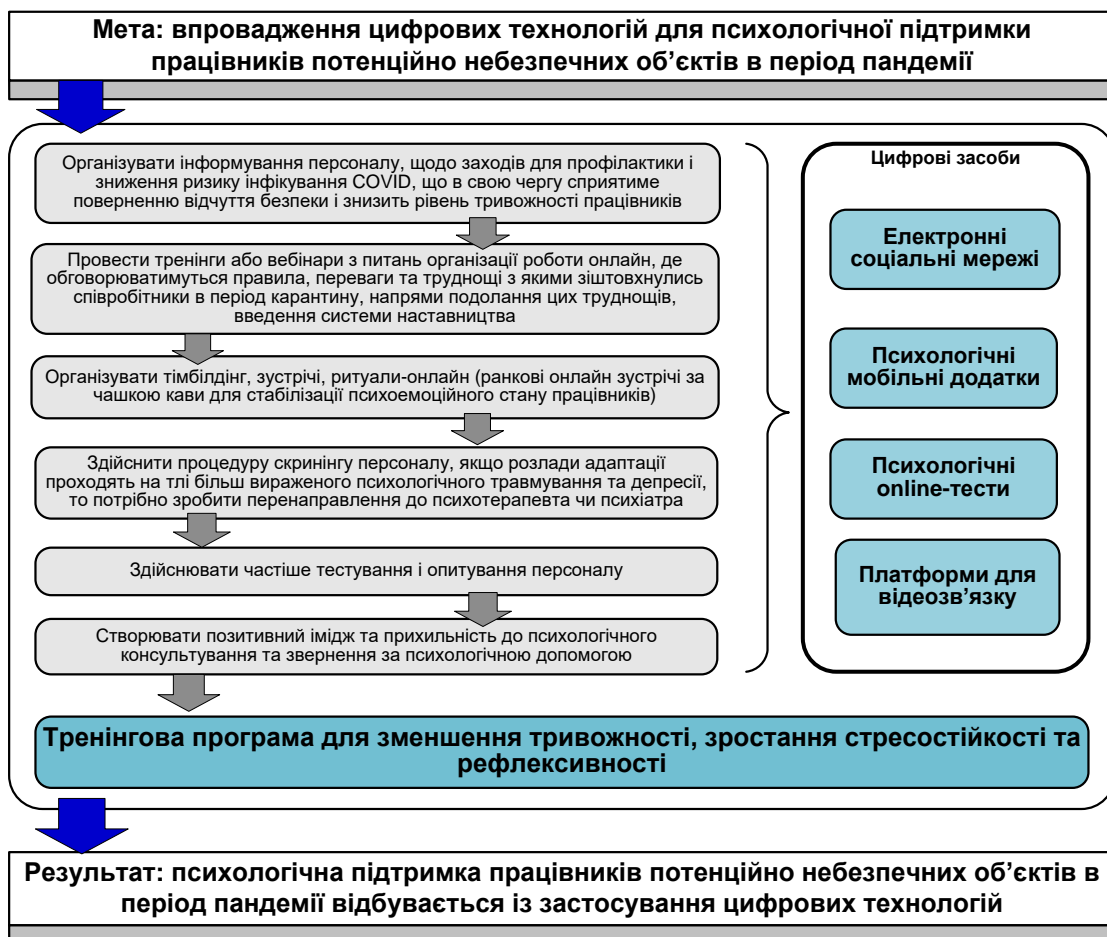 Мета: впровадження цифрових технологій для психологічної підтримки
працівників потенційно небезпечних об’єктів в період пандемії
Організувати інформування персоналу, щодо заходів для профілактики і
зниження ризику інфікування COVID, що в свою чергу сприятиме
поверненню відчуття безпеки і знизить рівень тривожності працівників
Провести тренінги або вебінари з питань організації роботи онлайн, де
обговорюватимуться правила, переваги та труднощі з якими зіштовхнулись
співробітники в період карантину, напрями подолання цих труднощів,
введення системи наставництва
Організувати тімбілдінг, зустрічі, ритуали-онлайн (ранкові онлайн зустрічі за
чашкою кави для стабілізації психоемоційного стану працівників)
Здійснити процедуру скринінгу персоналу, якщо розлади адаптації
проходять на тлі більш вираженого психологічного травмування та депресії,
то потрібно зробити перенаправлення до психотерапевта чи психіатра
Здійснювати частіше тестування і опитування персоналу
Створювати позитивний імідж та прихильність до психологічного
консультування та звернення за психологічною допомогою
Цифрові засоби
Електронні
соціальні мережі
Психологічні
мобільні додатки
Психологічні
online-тести
Платформи для
відеозв’язку
Тренінгова програма для зменшення тривожності, зростання стресостійкості та
рефлексивності
Результат: психологічна підтримка працівників потенційно небезпечних об’єктів в
період пандемії відбувається із застосування цифрових технологій